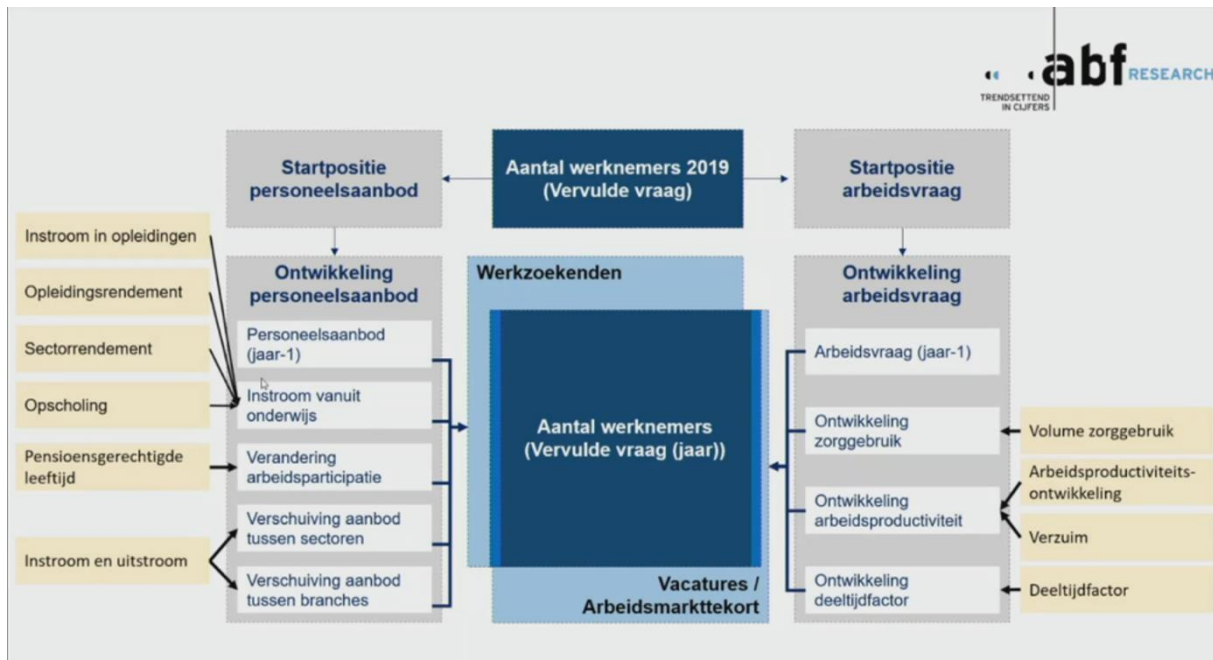 abf RESEARCH
TRENDSETTEND
IN CIJFERS
Startpositie
personeelsaanbod
Aantal werknemers 2019
(Vervulde vraag)
Startpositie
arbeidsvraag
Instroom in opleidingen
Opleidingsrendement
Sectorrendement
Opscholing
Pensioensgerechtigde
leeftijd
Instroom en uitstroom
Ontwikkeling
personeelsaanbod
Personeelsaanbod
(jaar-1)
Instroom vanuit
onderwijs
Verandering
arbeidsparticipatie
Verschuiving aanbod
tussen sectoren
Verschuiving aanbod
tussen branches
Werkzoekenden
Aantal werknemers
(Vervulde vraag (jaar))
Vacatures /
Arbeidsmarkttekort
Ontwikkeling
arbeidsvraag
Arbeidsvraag (jaar-1)
Ontwikkeling
zorggebruik
Ontwikkeling
arbeidsproductiviteit
Ontwikkeling
deeltijdfactor
Volume zorggebruik
Arbeidsproductiviteits-
ontwikkeling
Verzuim
Deeltijdfactor